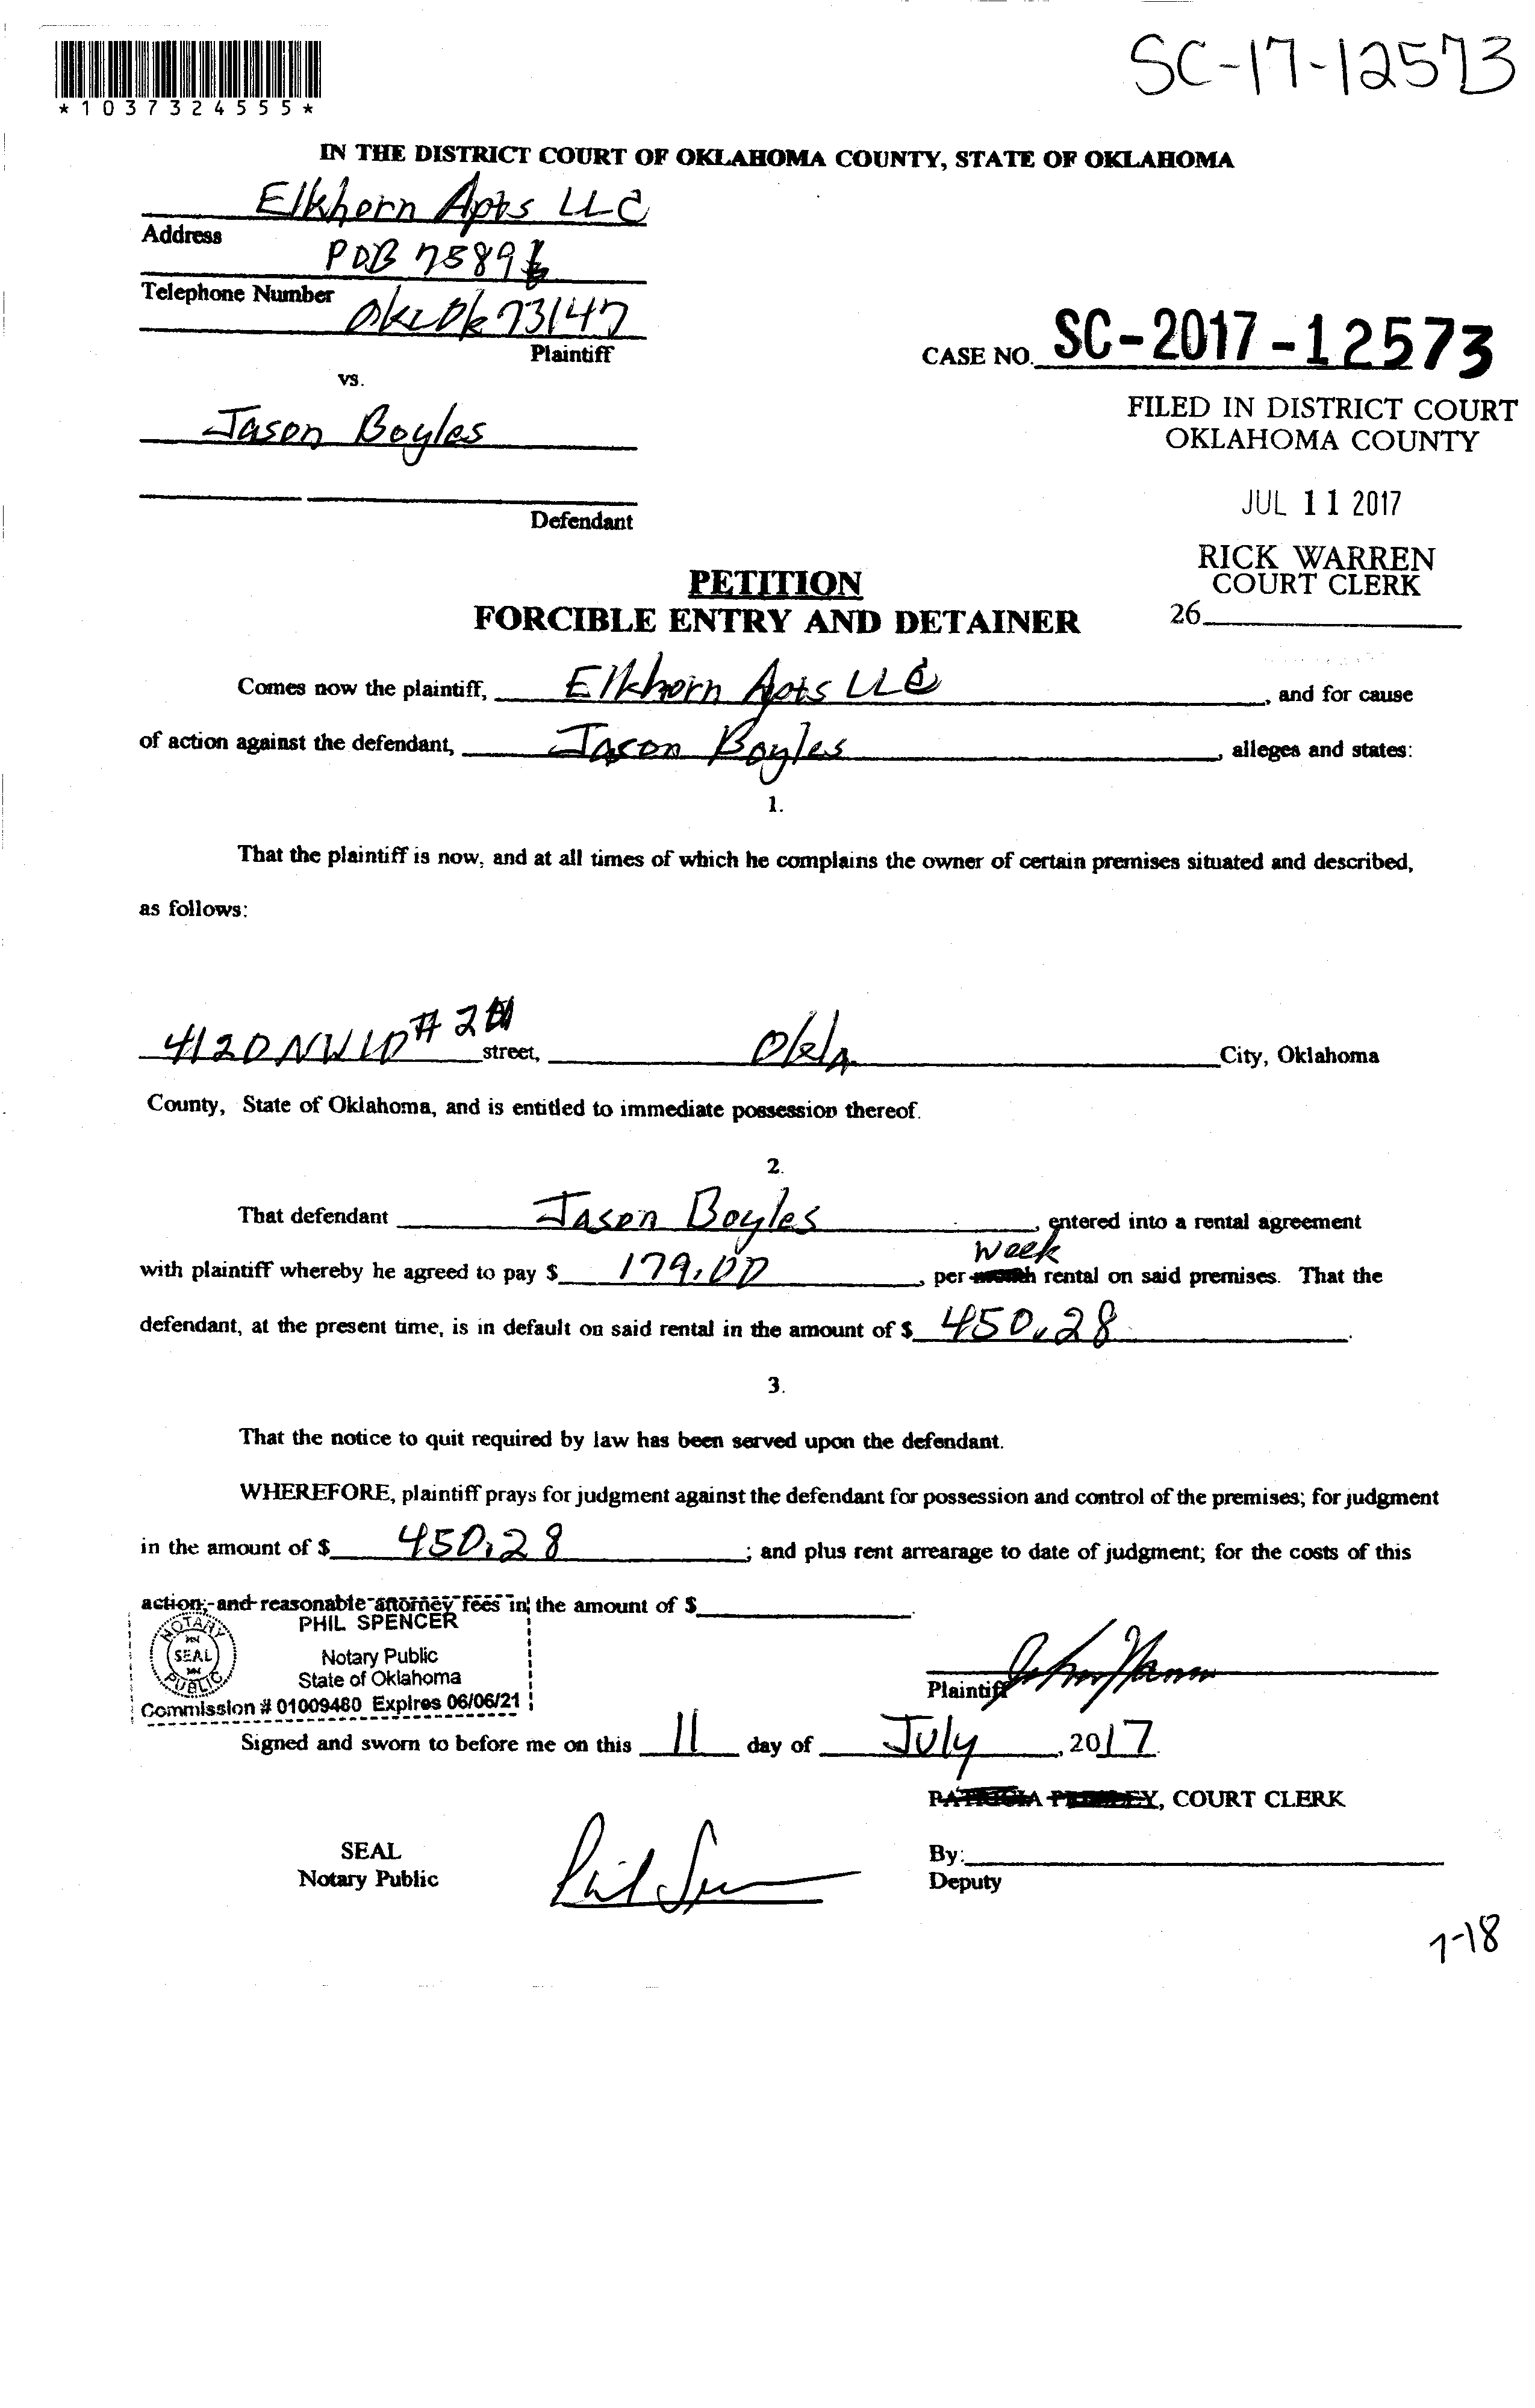 SC-17-12573
*1037324555*
IN THE DISTRICT COURT OF OKLAHOMA COUNTY, STATE OF OKLAHOMA
Elkhorn Apts LLC
Address
POB 7589
Telephone Number
OKC OK 73147
Plaintiff
CASE NO. SC-2017-12573
vs.
Jason Boyles
FILED IN DISTRICT COURT
OKLAHOMA COUNTY
JUL 11 2017
Defendant
RICK WARREN
COURT CLERK
26
PETITION
FORCIBLE ENTRY AND DETAINER
Comes now the plaintiff, Elkhorn Apts LLC, and for cause
of action against the defendant, Jason Boyles, alleges and states:
1.
That the plaintiff is now, and at all times of which he complains the owner of certain premises situated and described,
as follows:
4120 NW 10 # street, Okla City, Oklahoma
County, State of Oklahoma, and is entitled to immediate possession thereof.
2.
That defendant Jason Boyles, entered into a rental agreement
week
with plaintiff whereby he agreed to pay $ 179.00, per month rental on said premises. That the
defendant, at the present time, is in default on said rental in the amount of $ 450.28.
3.
That the notice to quit required by law has been served upon the defendant.
WHEREFORE, plaintiff prays for judgment against the defendant for possession and control of the premises; for judgment
in the amount of $ 450.28; and plus rent arrearage to date of judgment; for the costs of this
action; and reasonable attorney fees in the amount of $.
PHIL SPENCER
NOTARY SEAL PUBLIC
Notary Public
State of Oklahoma
Commission # 01009480 Expires 06/06/21
Plaintiff
Signed and sworn to before me on this 11 day of July, 2017.
PATRICIA PRESLEY, COURT CLERK
SEAL
Notary Public
By:
Deputy
7-18